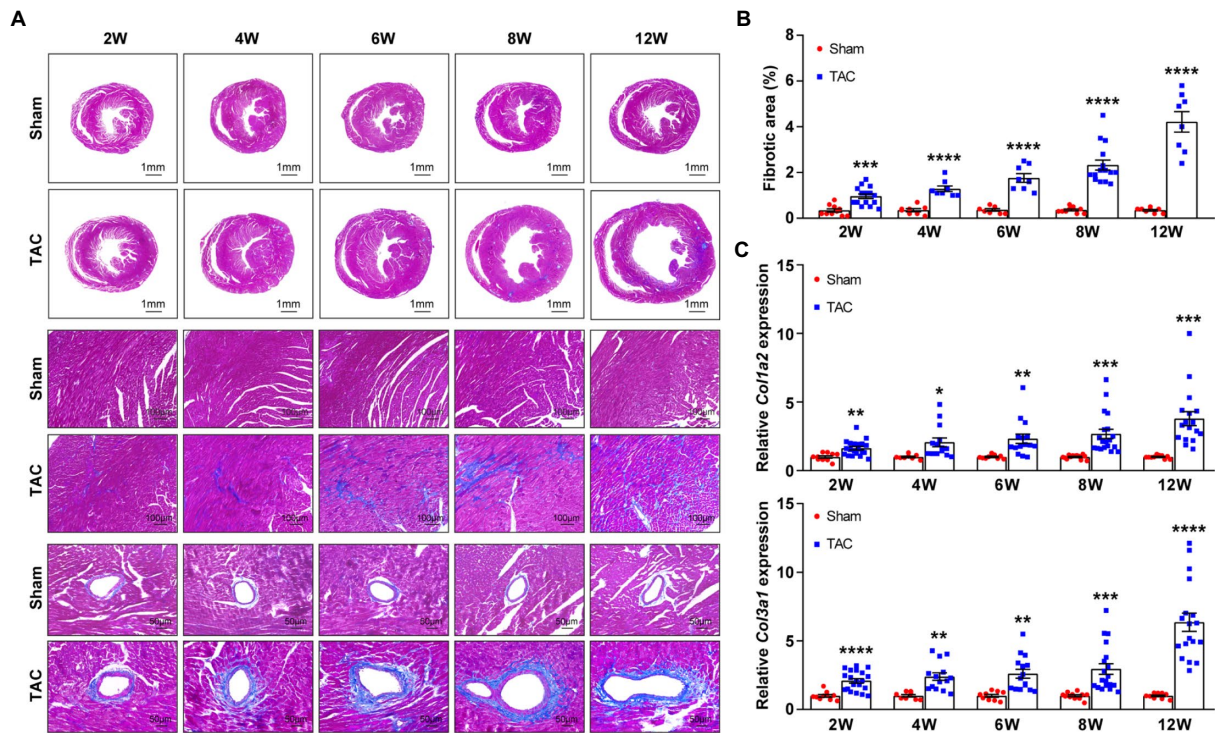 A
2W 4W 6W 8W 12W
Sham
1mm 1mm 1mm 1mm 1mm
TAC
1mm 1mm 1mm 1mm 1mm
Sham
100μm 100μm 100μm 100μm 100μm
TAC
100μm 100μm 100μm 100μm 100μm
Sham
50μm 50μm 50μm 50μm 50μm
TAC
50μm 50μm 50μm 50μm 50μm
B
Fibrotic area (%)
8
6
4
2
0
Sham
TAC
*** **** **** **** ****
2W 4W 6W 8W 12W
C
Relative Col1a2 expression
15
10
5
0
Sham
TAC
** * ** *** ***
2W 4W 6W 8W 12W
Relative Col3a1 expression
15
10
5
0
Sham
TAC
**** ** ** *** ****
2W 4W 6W 8W 12W